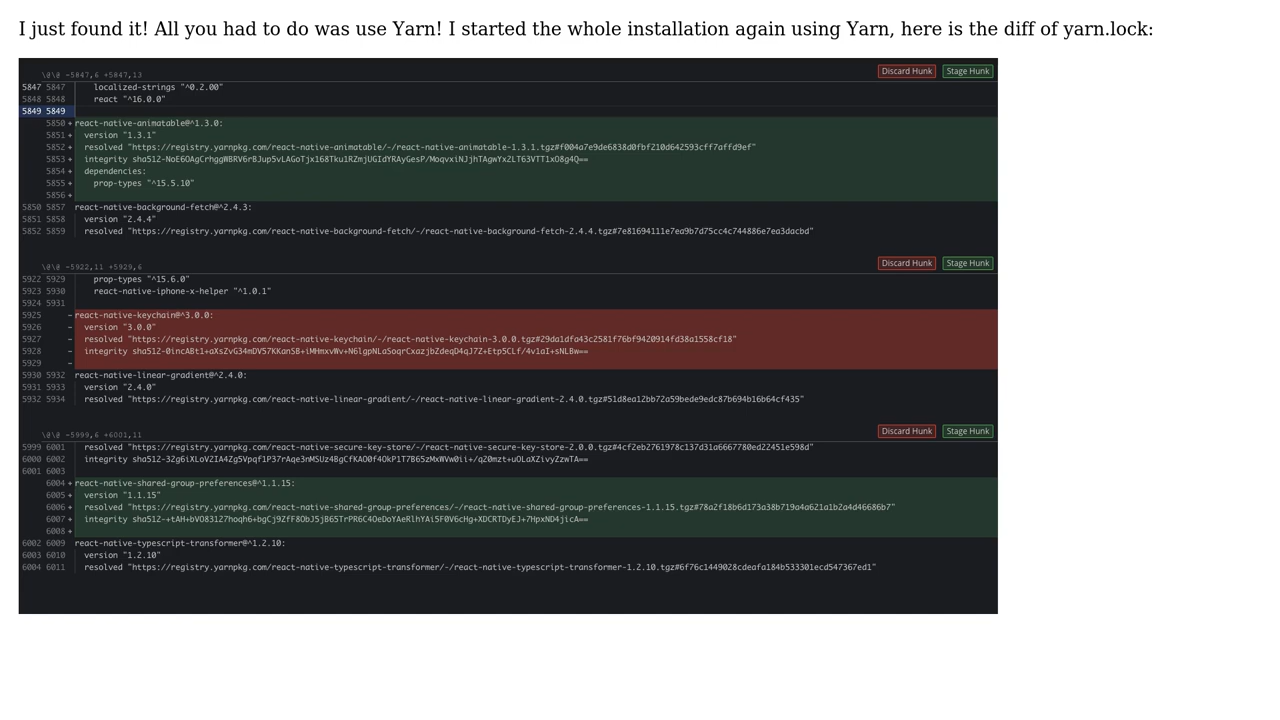 I just found it! All you had to do was use Yarn! I started the whole installation again using Yarn, here is the diff of yarn.lock:
\@\@ -5847,6 +5847,13 Discard Hunk Stage Hunk
5847 5847 localized-strings "^0.2.00"
5848 5848 react "^16.0.0"
5849 5849
5850 + react-native-animatable@^1.3.0:
5851 + version "1.3.1"
5852 + resolved "https://registry.yarnpkg.com/react-native-animatable/-/react-native-animatable-1.3.1.tgz#f004a7e9de6838d0fbf210d642593cff7affd9ef"
5853 + integrity sha512-NoE6OAgCrhggWBRV6rBJup5vLAGoTjx168Tku1RZmjUGIdYRAyGesP/MoqvxiNJjhTAgwYx2LT63VTT1xO8g4Q==
5854 + dependencies:
5855 + prop-types "^15.5.10"
5856 +
5850 5857 react-native-background-fetch@^2.4.3:
5851 5858 version "2.4.4"
5852 5859 resolved "https://registry.yarnpkg.com/react-native-background-fetch/-/react-native-background-fetch-2.4.4.tgz#7e81694111e7ea9b7d75cc4c744886e7ea3dacbd"
\@\@ -5922,11 +5929,6 Discard Hunk Stage Hunk
5922 5929 prop-types "^15.6.0"
5923 5930 react-native-iphone-x-helper "^1.0.1"
5924 5931
5925 - react-native-keychain@^3.0.0:
5926 - version "3.0.0"
5927 - resolved "https://registry.yarnpkg.com/react-native-keychain/-/react-native-keychain-3.0.0.tgz#29da1dfa43c2581f76bf9420914fd38a1558cf18"
5928 - integrity sha512-0incABt1+aXsZvG34mDV57KKanSB+iMHmxvWv+N6lgpNLaSoqrCxazjbZdeqD4qJ7Z+Etp5CLf/4v1aI+sNLBw==
5929 -
5930 5932 react-native-linear-gradient@^2.4.0:
5931 5933 version "2.4.0"
5932 5934 resolved "https://registry.yarnpkg.com/react-native-linear-gradient/-/react-native-linear-gradient-2.4.0.tgz#51d8ea12bb72a59bede9edc87b694b16b64cf435"
\@\@ -5999,6 +6001,11 Discard Hunk Stage Hunk
5999 6001 resolved "https://registry.yarnpkg.com/react-native-secure-key-store/-/react-native-secure-key-store-2.0.0.tgz#4cf2eb2761978c137d31a6667780ed22451e598d"
6000 6002 integrity sha512-32g6iXLoVZIA4Zg5Vpqf1P37rAqe3nMSUz4BgCfKAO0f4OkP1T7B65zMxWVw0ii+/q20mzt+uOLaXZivyZzwTA==
6001 6003
6004 + react-native-shared-group-preferences@^1.1.15:
6005 + version "1.1.15"
6006 + resolved "https://registry.yarnpkg.com/react-native-shared-group-preferences/-/react-native-shared-group-preferences-1.1.15.tgz#78a2f18b6d173a38b719a4a621a1b2a4d46686b7"
6007 + integrity sha512-+tAH+bVO83127hoqh6+bgCj9ZfF8ObJ5jB65TrPR6C4OeDoYAeRlhYAi5F0V6cHg+XDCRTDyEJ+7HpxND4jicA==
6008 +
6002 6009 react-native-typescript-transformer@^1.2.10:
6003 6010 version "1.2.10"
6004 6011 resolved "https://registry.yarnpkg.com/react-native-typescript-transformer/-/react-native-typescript-transformer-1.2.10.tgz#6f76c1449028cdeafa184b533301ecd547367ed1"